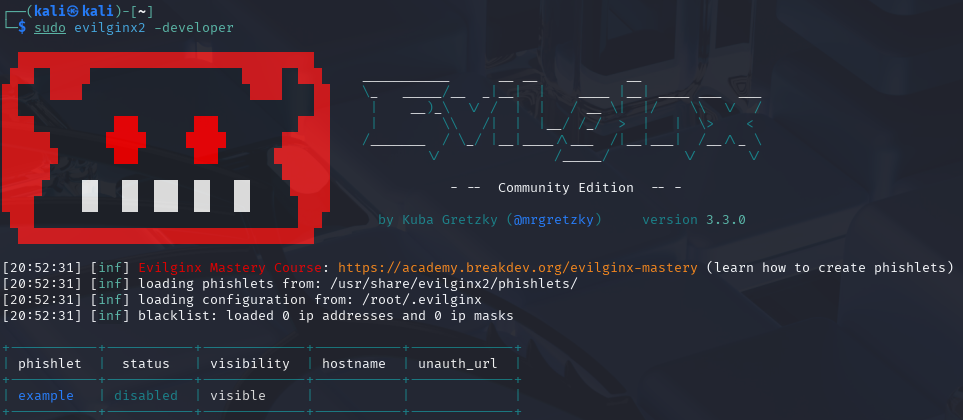 ┌──(kali㉿kali)-[~]
└─$ sudo evilginx2 -developer
Evilginx
- --  Community Edition  -- -
by Kuba Gretzky (@mrgretzky)     version 3.3.0
[20:52:31] [inf] Evilginx Mastery Course: https://academy.breakdev.org/evilginx-mastery (learn how to create phishlets)
[20:52:31] [inf] loading phishlets from: /usr/share/evilginx2/phishlets/
[20:52:31] [inf] loading configuration from: /root/.evilginx
[20:52:31] [inf] blacklist: loaded 0 ip addresses and 0 ip masks
+-----------+-----------+-------------+-----------+-------------+
| phishlet  |  status   | visibility  | hostname  | unauth_url  |
+-----------+-----------+-------------+-----------+-------------+
| example   | disabled  | visible     |           |             |
+-----------+-----------+-------------+-----------+-------------+